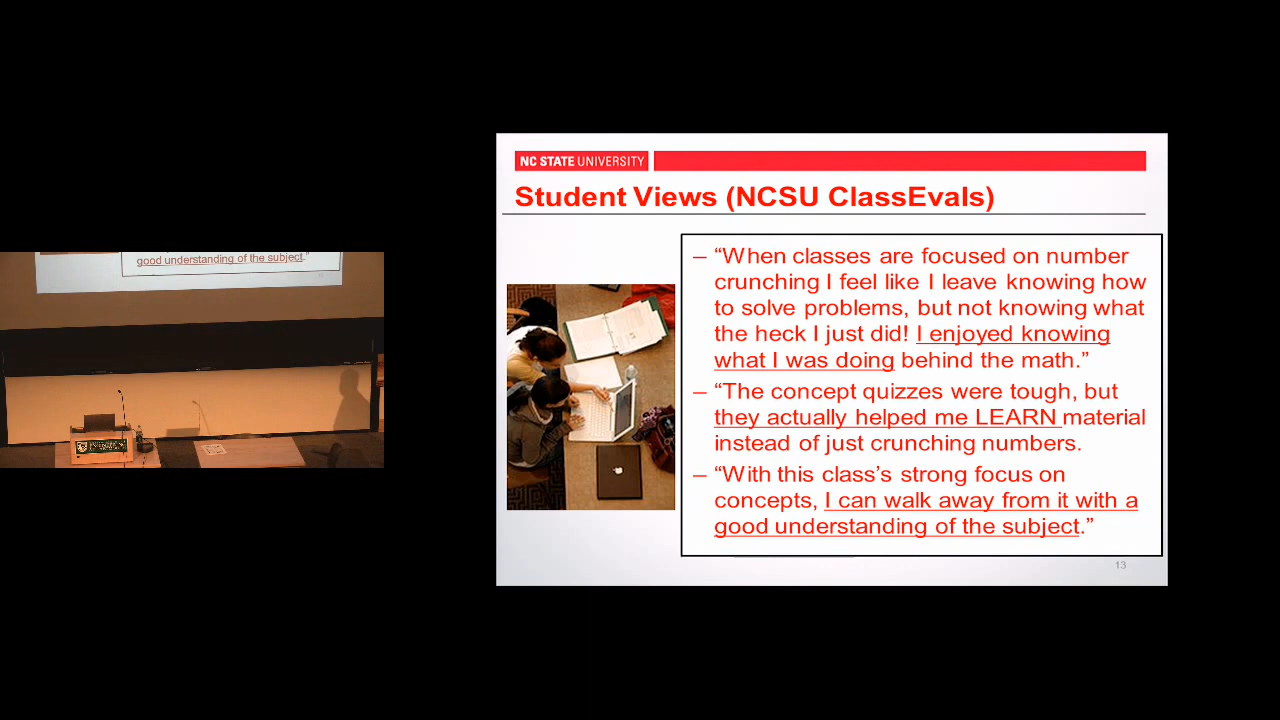 good understanding of the subject."
NC STATE UNIVERSITY
Student Views (NCSU ClassEvals)
– “When classes are focused on number
crunching I feel like I leave knowing how
to solve problems, but not knowing what
the heck I just did! I enjoyed knowing
what I was doing behind the math.”
– “The concept quizzes were tough, but
they actually helped me LEARN material
instead of just crunching numbers.
– “With this class’s strong focus on
concepts, I can walk away from it with a
good understanding of the subject.”
13